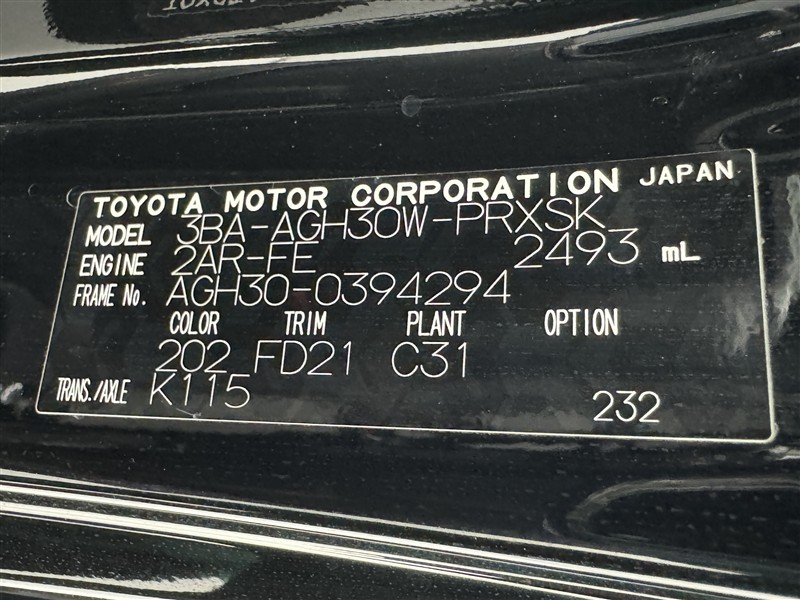 TOYOTA MOTOR CORPORATION JAPAN
MODEL 3BA-AGH30W-PRXSK
ENGINE 2AR-FE 2493 mL
FRAME No. AGH30-0394294
COLOR TRIM PLANT OPTION
202 FD21 C31
TRANS./AXLE K115 232